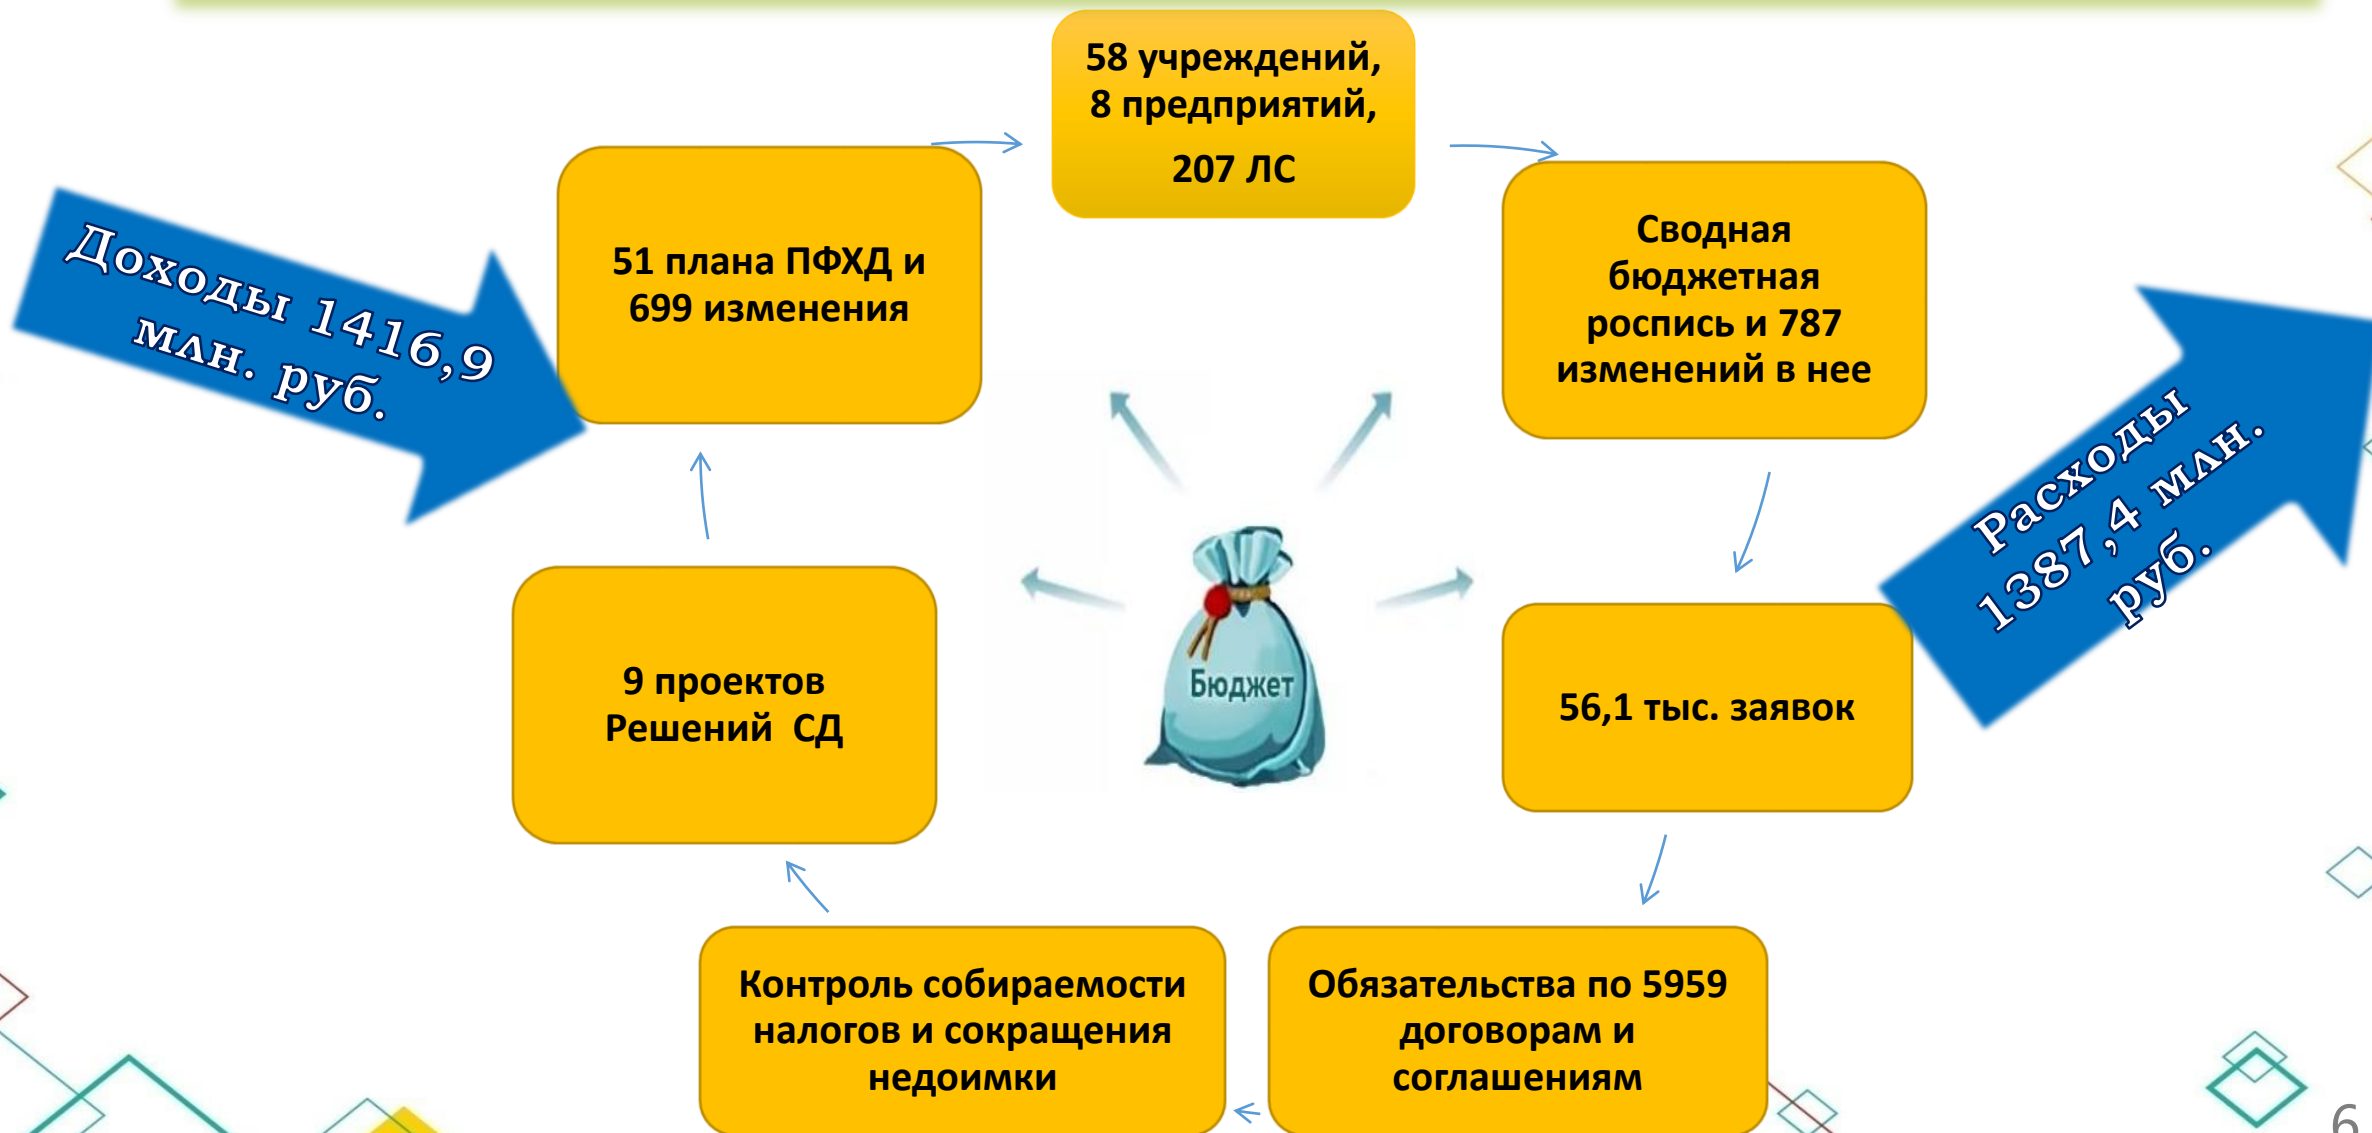 58 учреждений,
8 предприятий,
207 ЛС
51 плана ПФХД и
699 изменения
Сводная
бюджетная
роспись и 787
изменений в нее
Доходы 1416,9
млн. руб.
Расходы
1387,4 млн.
руб.
9 проектов
Решений  СД
Бюджет
56,1 тыс. заявок
Контроль собираемости
налогов и сокращения
недоимки
Обязательства по 5959
договорам и
соглашениям
6